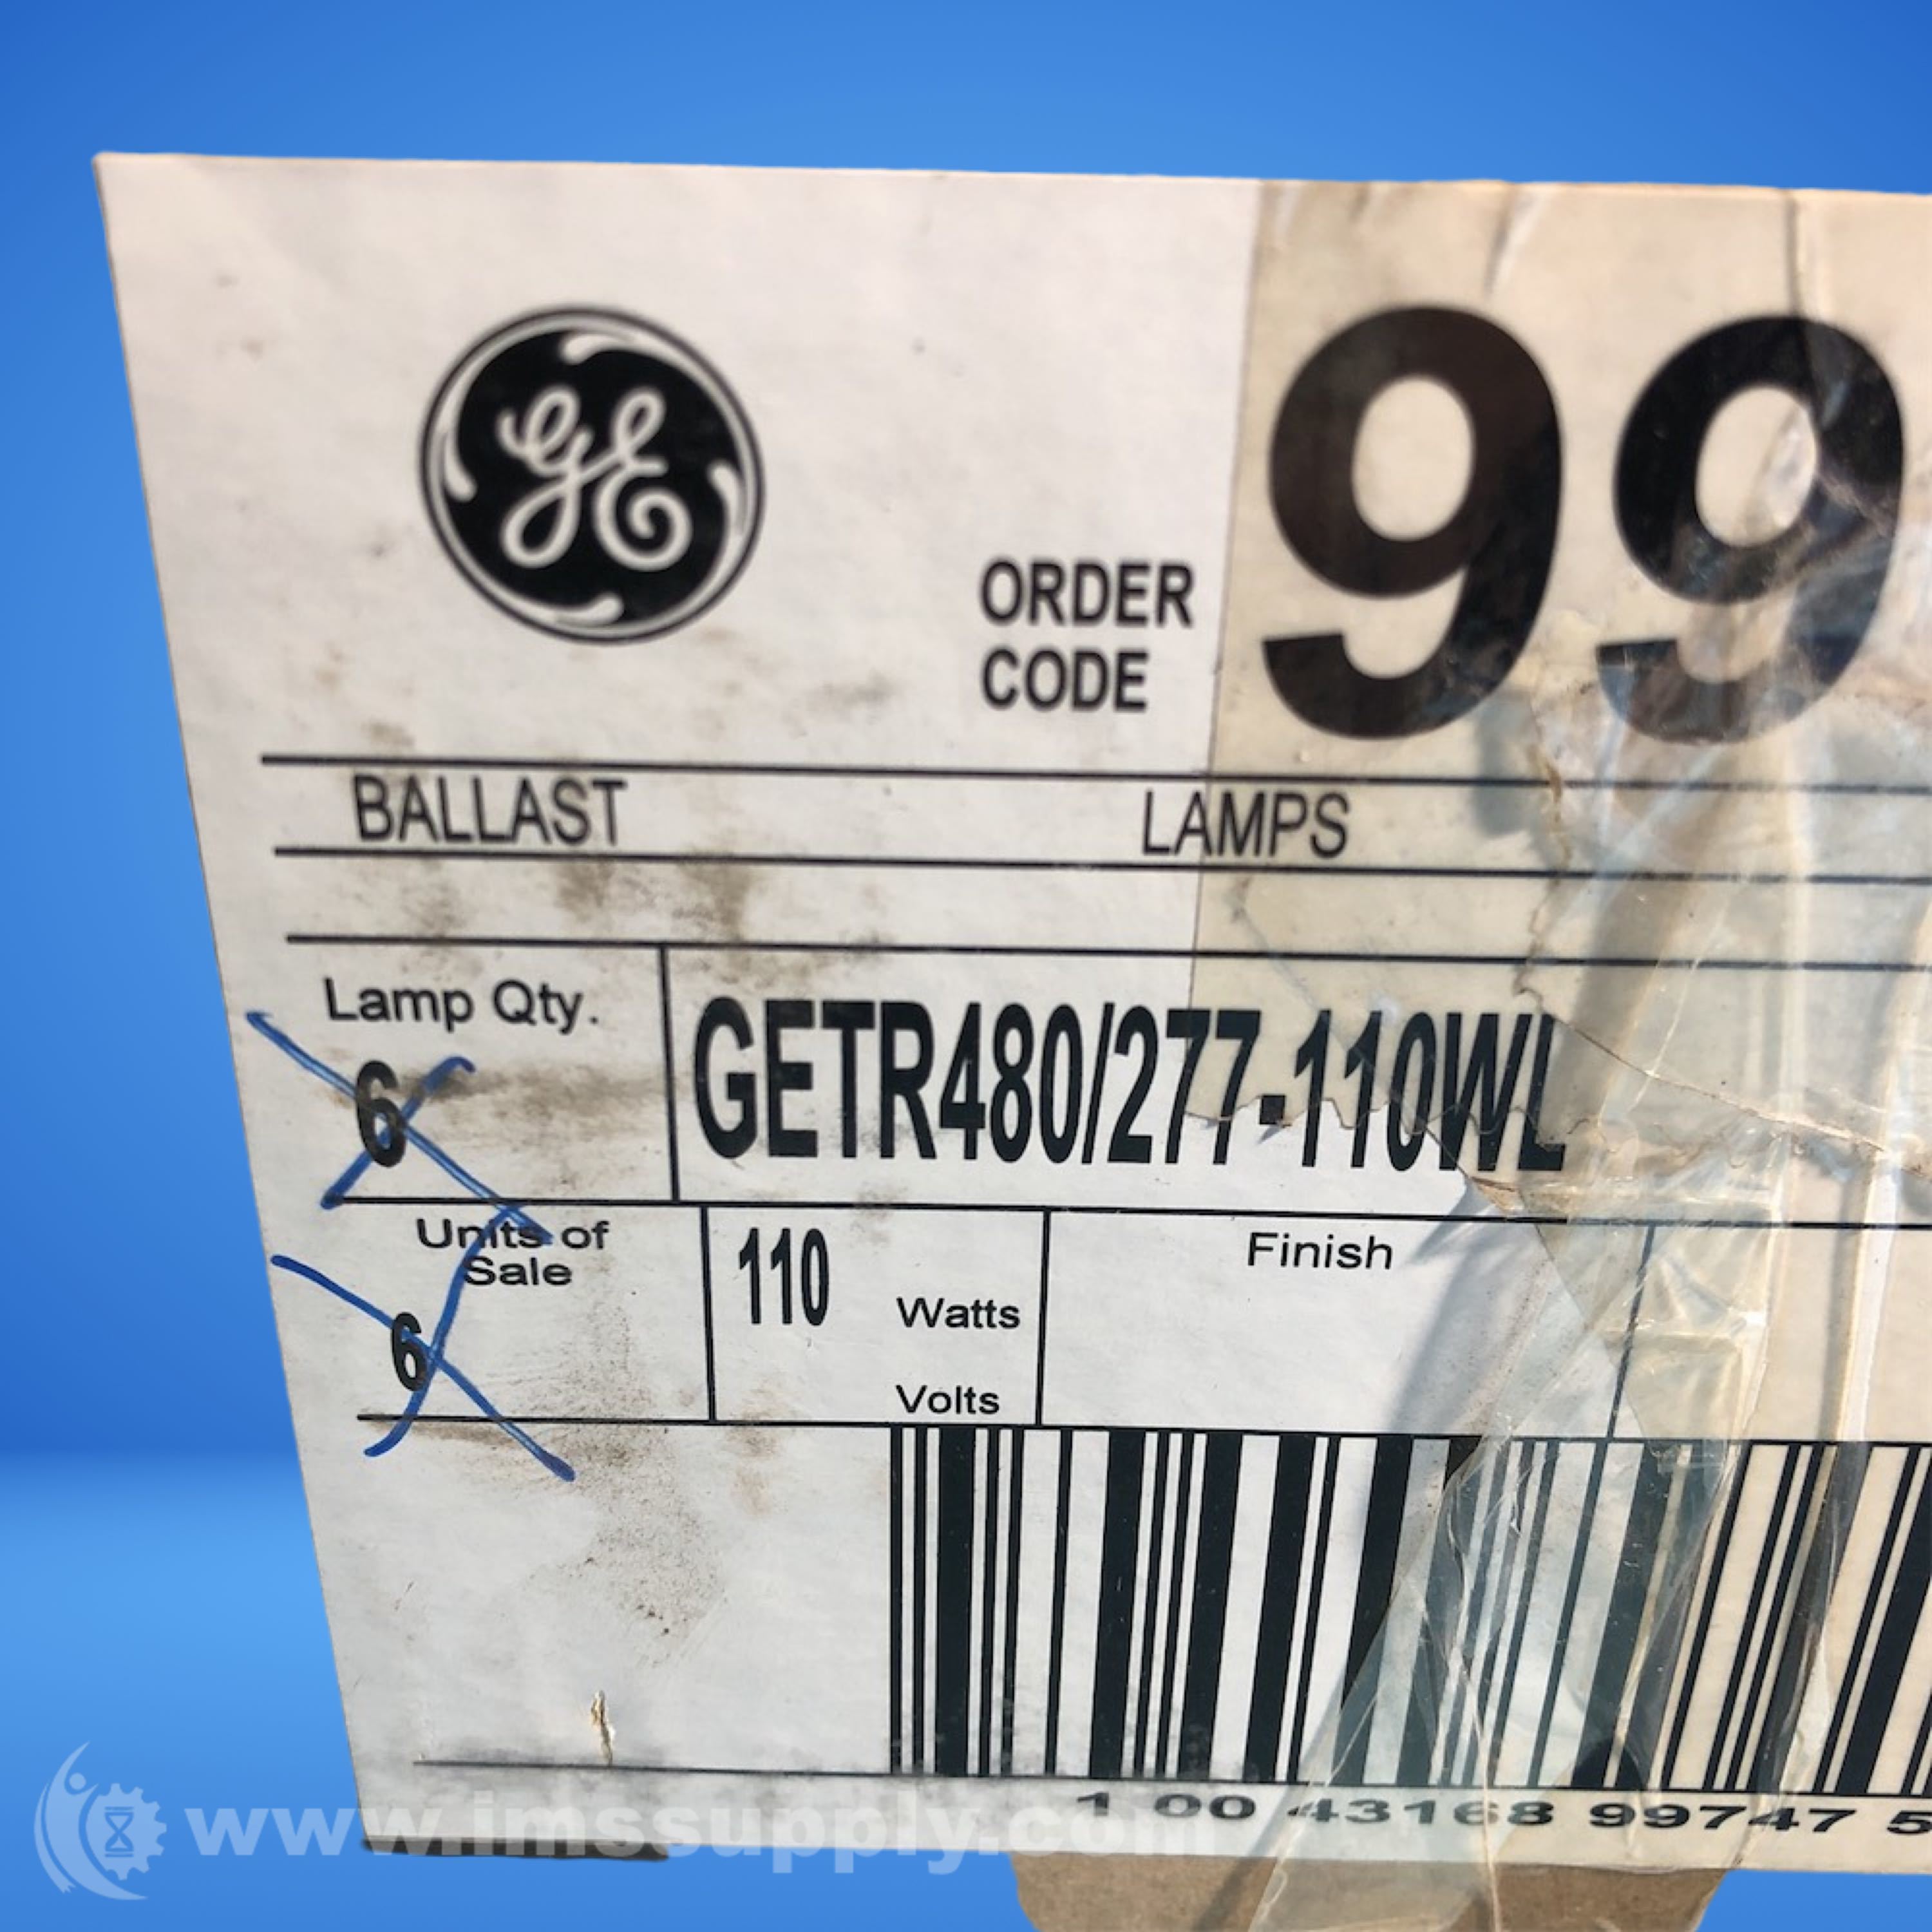 GE
ORDER
CODE
99
BALLAST LAMPS
Lamp Qty.
6
GETR480/277-110WL
Units of
Sale
6
110
Watts
Volts
Finish
1 00 43168 99747 5
www.imssupply.com